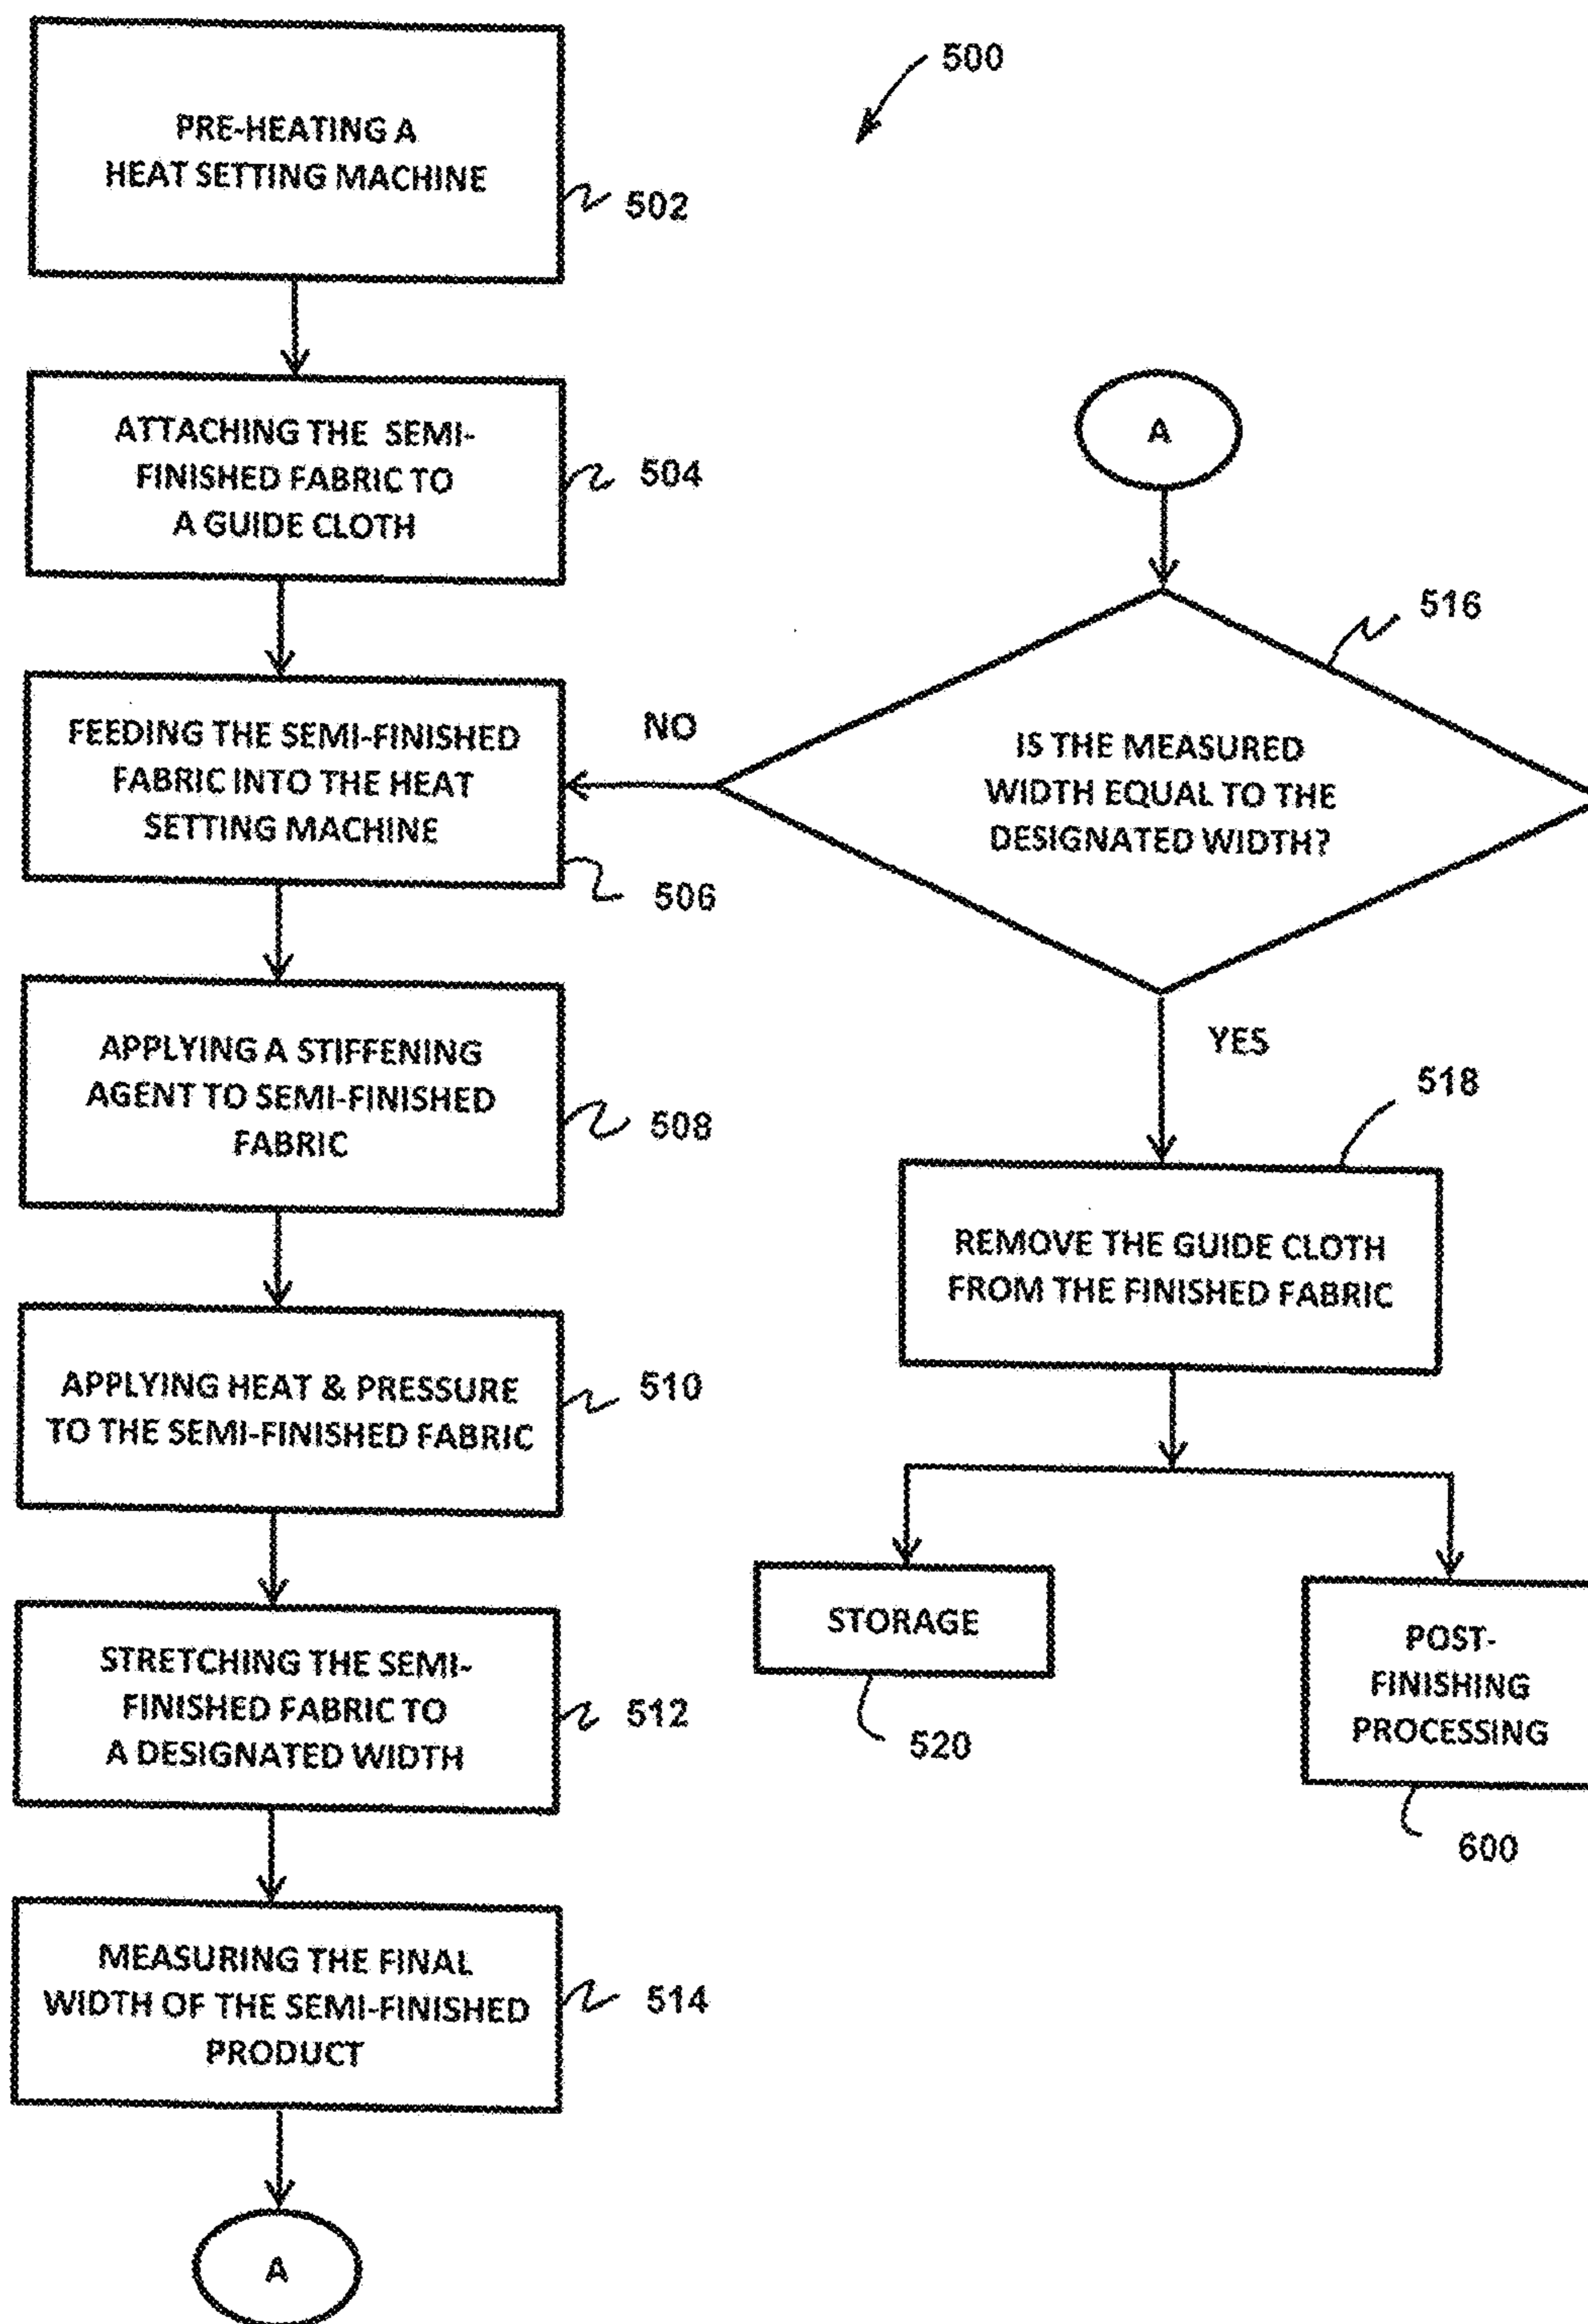 500
PRE-HEATING A
HEAT SETTING MACHINE
502
ATTACHING THE SEMI-
FINISHED FABRIC TO
A GUIDE CLOTH
504
FEEDING THE SEMI-FINISHED
FABRIC INTO THE HEAT
SETTING MACHINE
506
APPLYING A STIFFENING
AGENT TO SEMI-FINISHED
FABRIC
508
APPLYING HEAT & PRESSURE
TO THE SEMI-FINISHED FABRIC
510
STRETCHING THE SEMI-
FINISHED FABRIC TO
A DESIGNATED WIDTH
512
MEASURING THE FINAL
WIDTH OF THE SEMI-FINISHED
PRODUCT
514
A
A
516
IS THE MEASURED
WIDTH EQUAL TO THE
DESIGNATED WIDTH?
NO
YES
518
REMOVE THE GUIDE CLOTH
FROM THE FINISHED FABRIC
STORAGE
520
POST-
FINISHING
PROCESSING
600